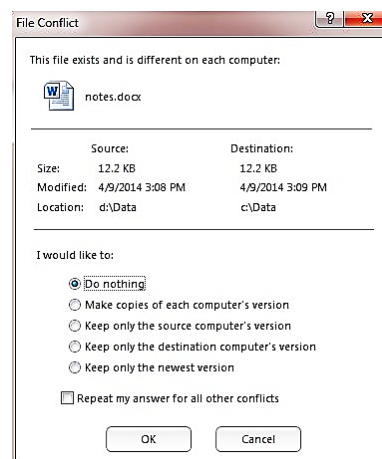 File Conflict
This file exists and is different on each computer:
notes.docx
Source: Destination:
Size: 12.2 KB 12.2 KB
Modified: 4/9/2014 3:08 PM 4/9/2014 3:09 PM
Location: d:\Data c:\Data
I would like to:
Do nothing
Make copies of each computer's version
Keep only the source computer's version
Keep only the destination computer's version
Keep only the newest version
Repeat my answer for all other conflicts
OK Cancel